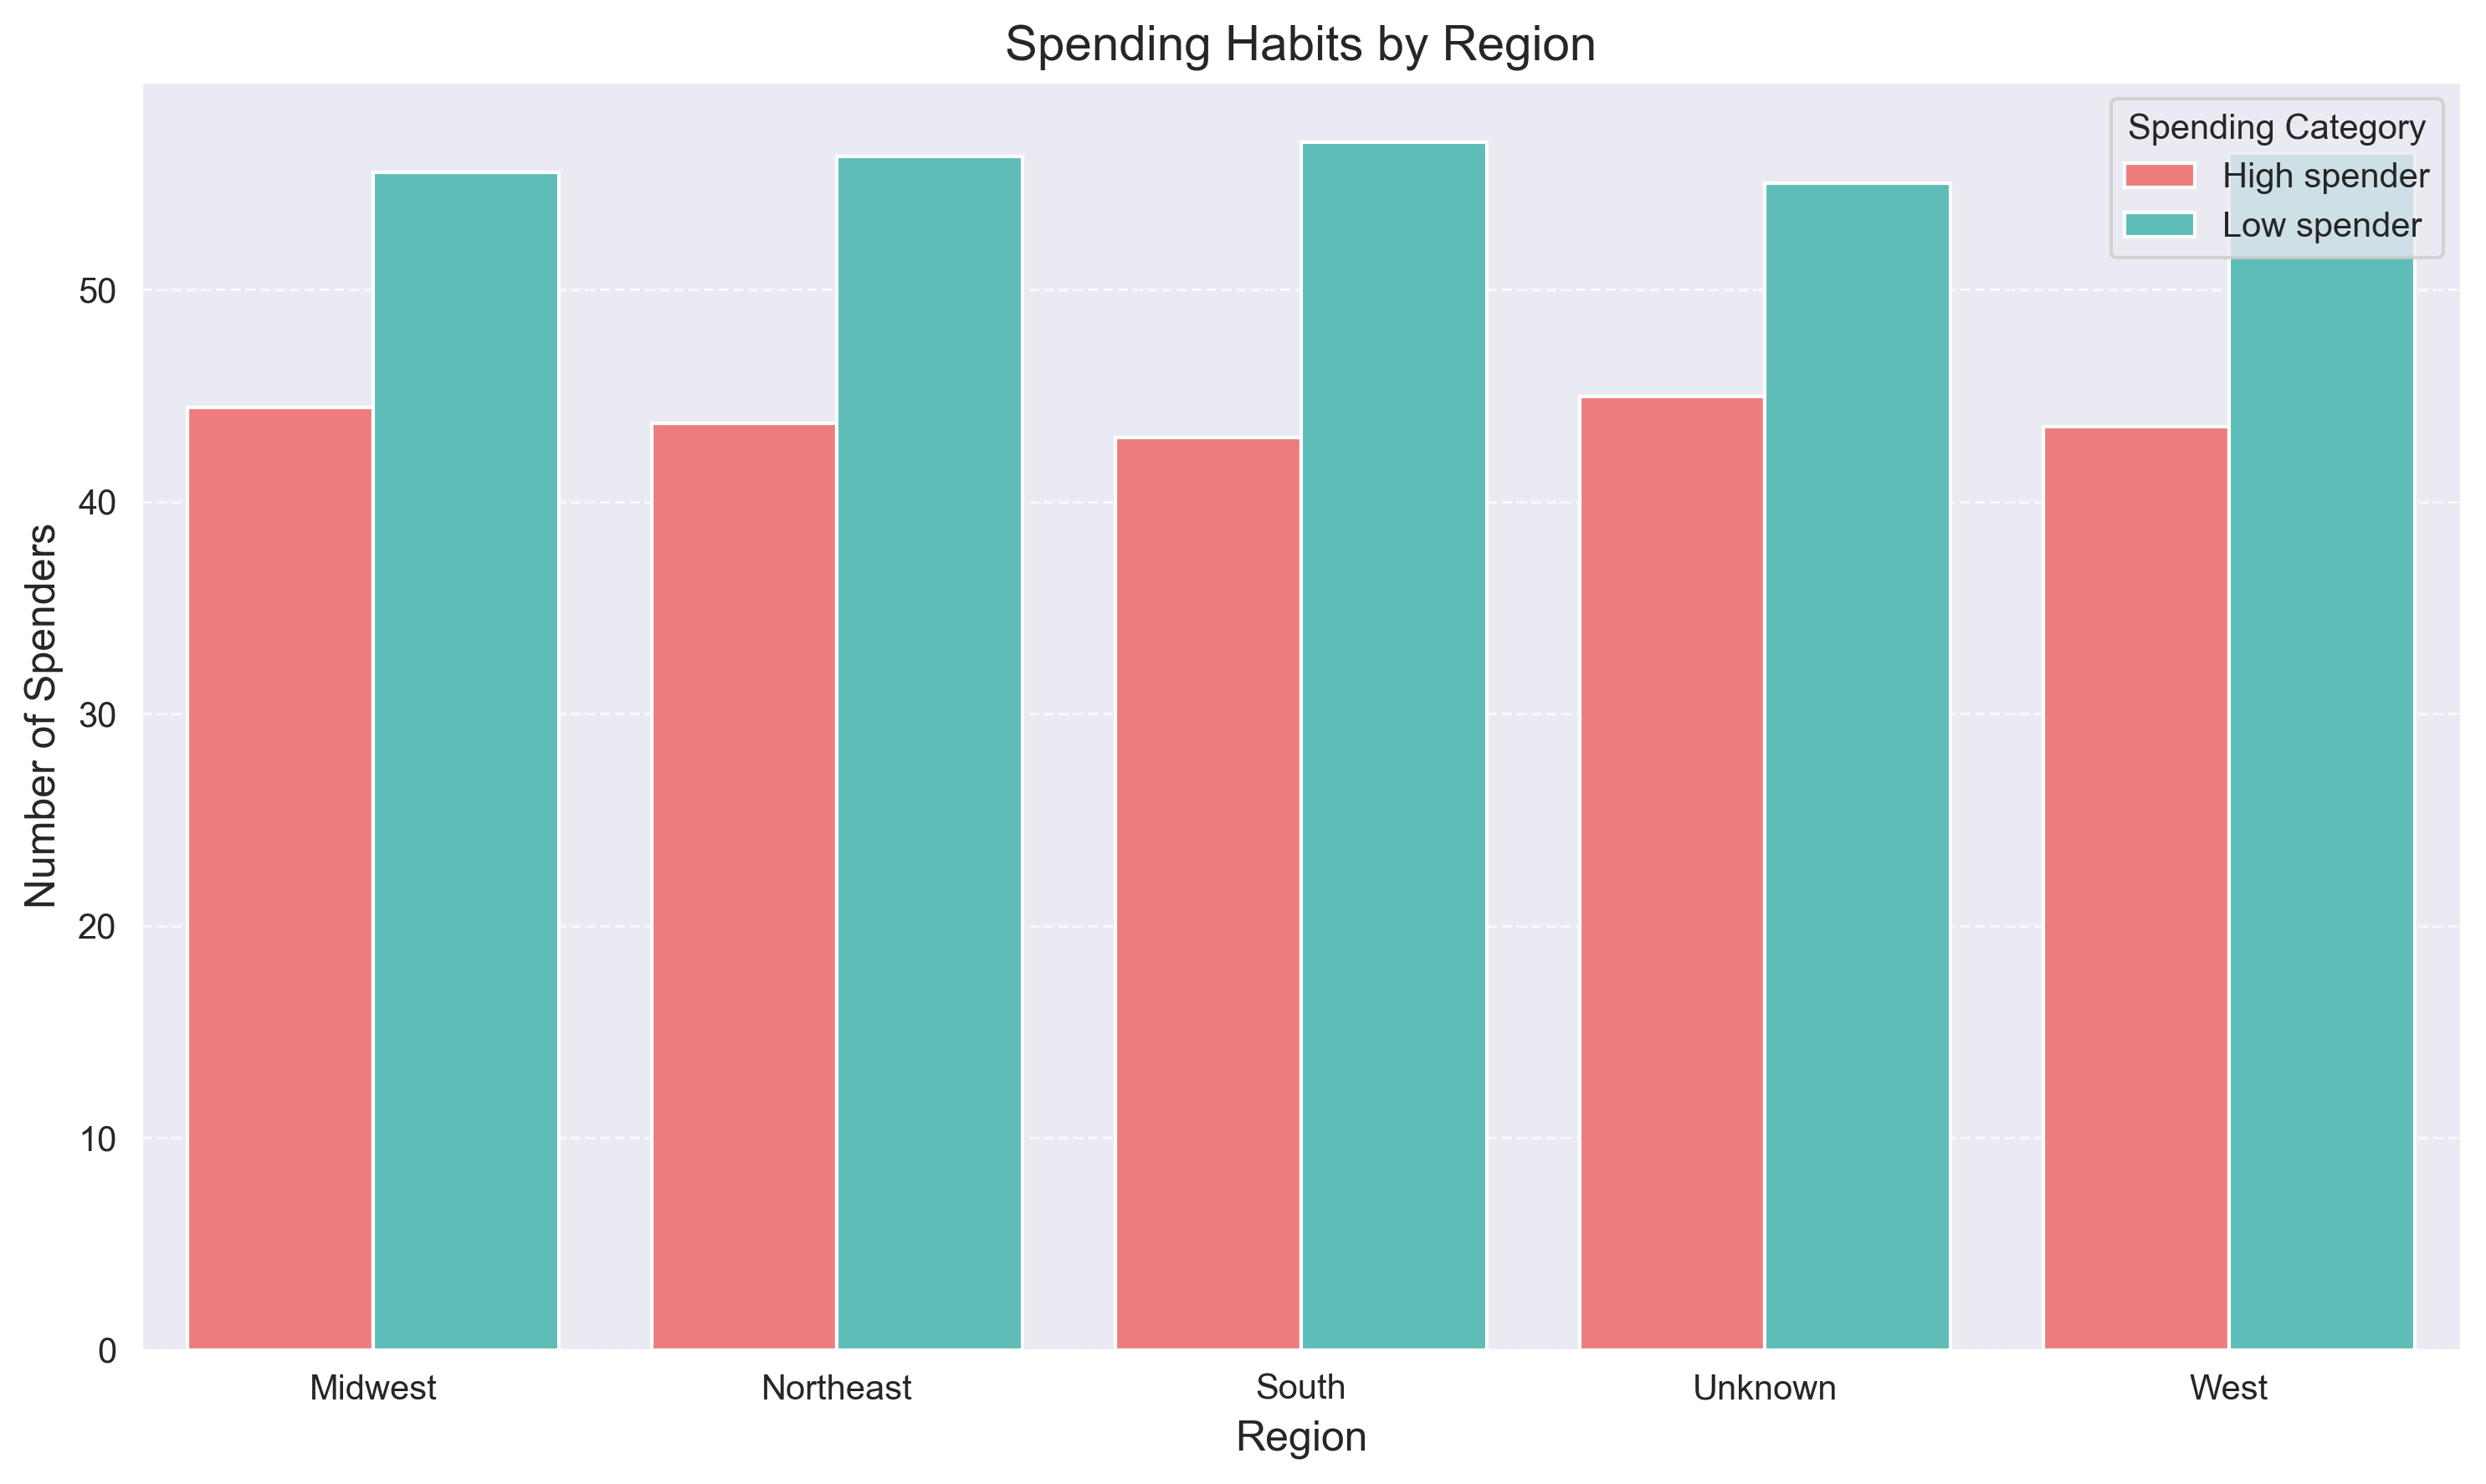 Spending Habits by Region
Spending Category
High spender
Low spender
Number of Spenders
50
40
30
20
10
0
Midwest
Northeast
South
Unknown
West
Region